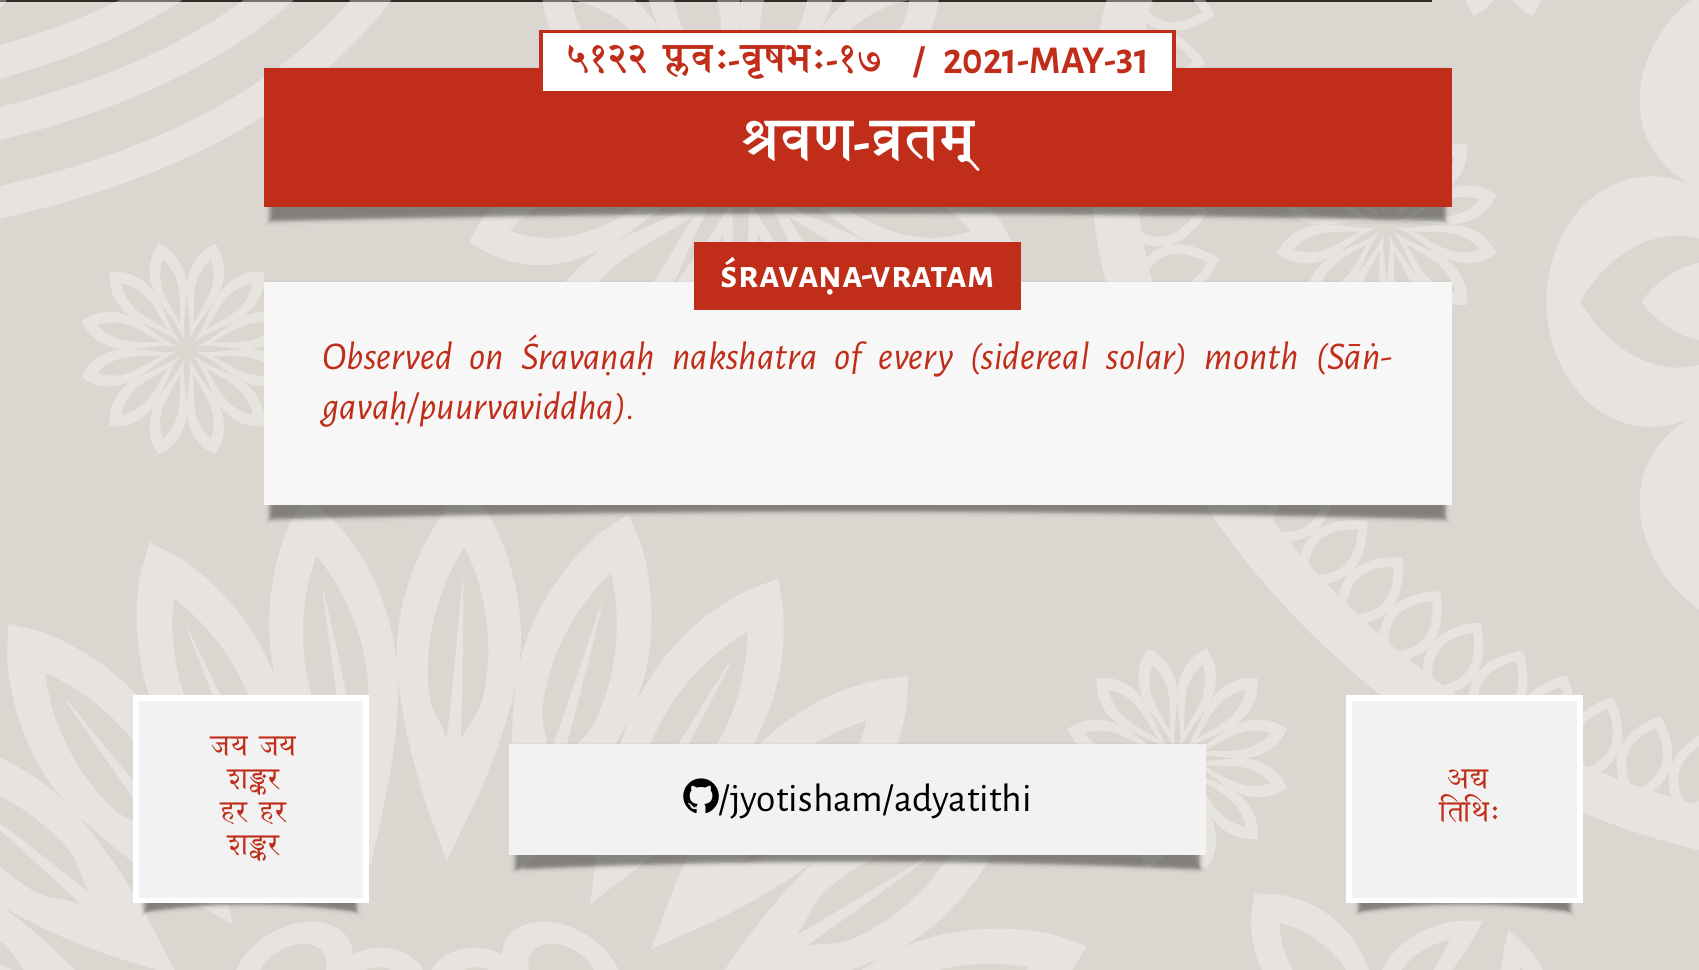 ५१२२ प्लवः-वृषभः-१७ / 2021-MAY-31
श्रवण-व्रतम्
ŚRAVAṆA-VRATAM
Observed on Śravaṇaḥ nakshatra of every (sidereal solar) month (Sāṅ-
gavaḥ/puurvaviddha).
जय जय
शङ्कर
हर हर
शङ्कर
/jyotisham/adyatithi
अद्य
तिथिः